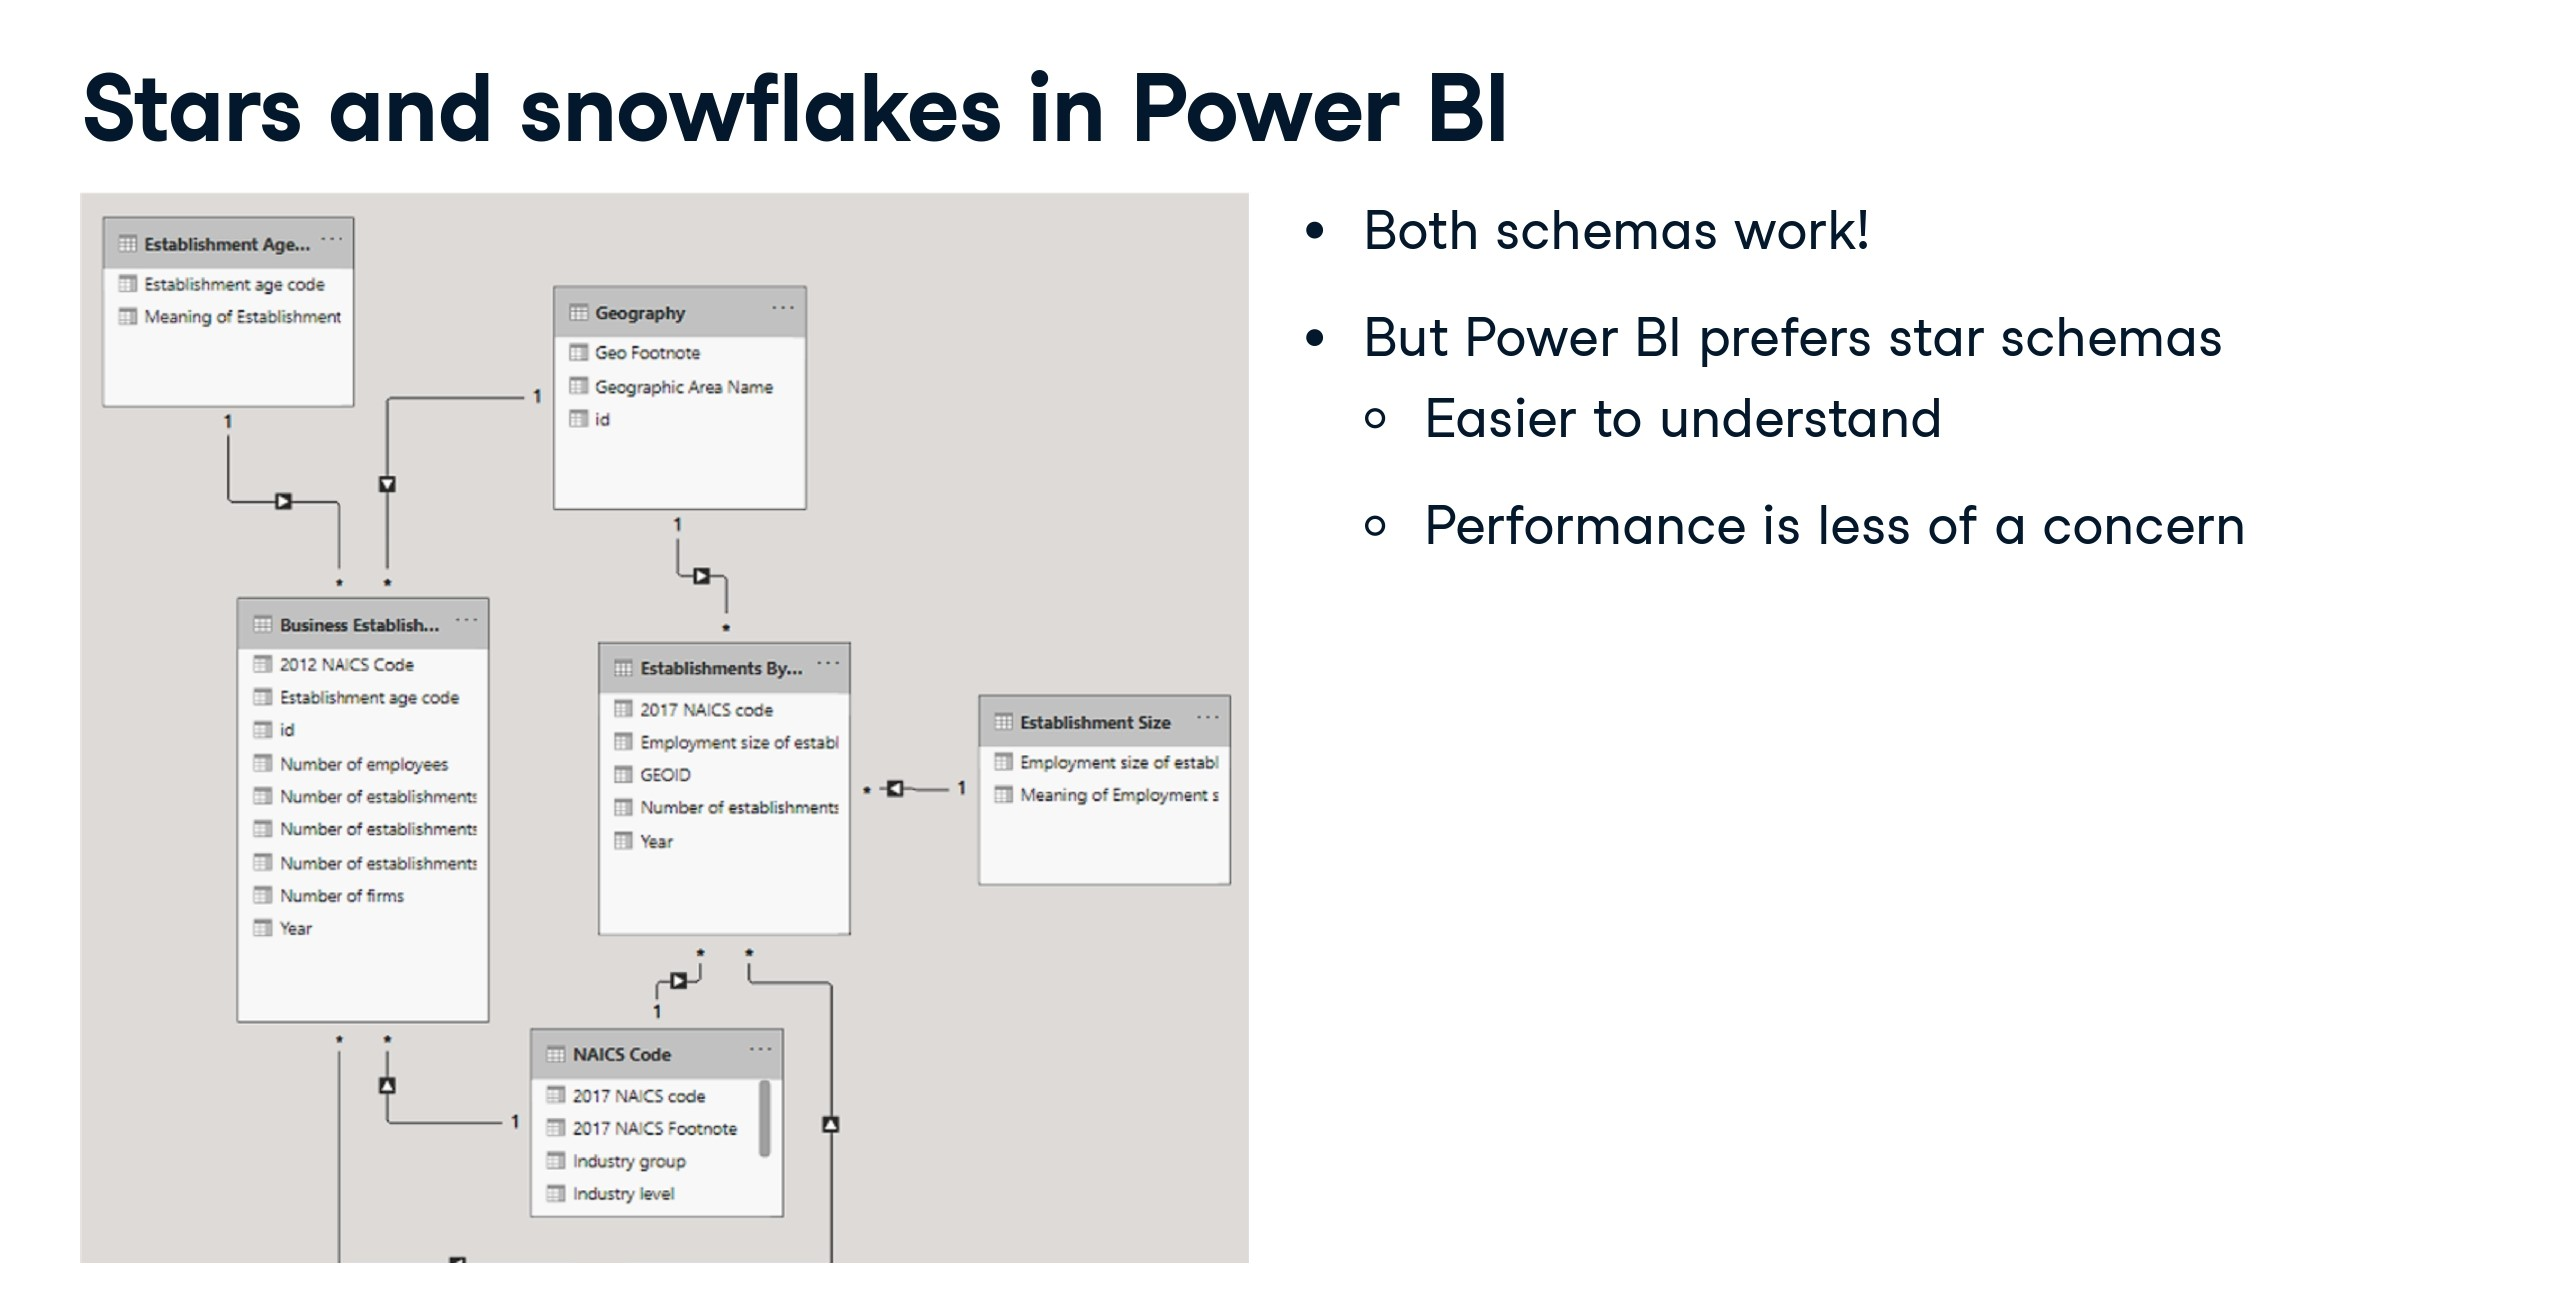 Stars and snowflakes in Power BI
Establishment Age...
Establishment age code
Meaning of Establishment
1
Geography
Geo Footnote
Geographic Area Name
id
1
1
*
*
*
Business Establish...
2012 NAICS Code
Establishment age code
id
Number of employees
Number of establishments
Number of establishments
Number of establishments
Number of firms
Year
*
*
Establishments By...
2017 NAICS code
Employment size of establ
GEOID
Number of establishments
Year
*
1
*
*
1
Establishment Size
Employment size of establ
Meaning of Employment s
1
NAICS Code
2017 NAICS code
2017 NAICS Footnote
Industry group
Industry level
• Both schemas work!
• But Power BI prefers star schemas
○ Easier to understand
○ Performance is less of a concern